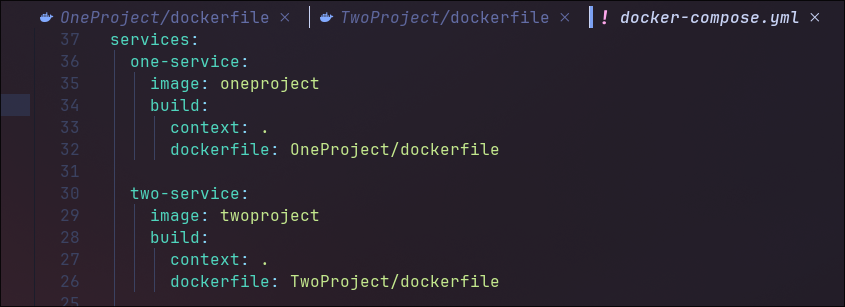 OneProject/dockerfile × TwoProject/dockerfile × ! docker-compose.yml ×
37 services:
36 one-service:
35 image: oneproject
34 build:
33 context: .
32 dockerfile: OneProject/dockerfile
31
30 two-service:
29 image: twoproject
28 build:
27 context: .
26 dockerfile: TwoProject/dockerfile
25